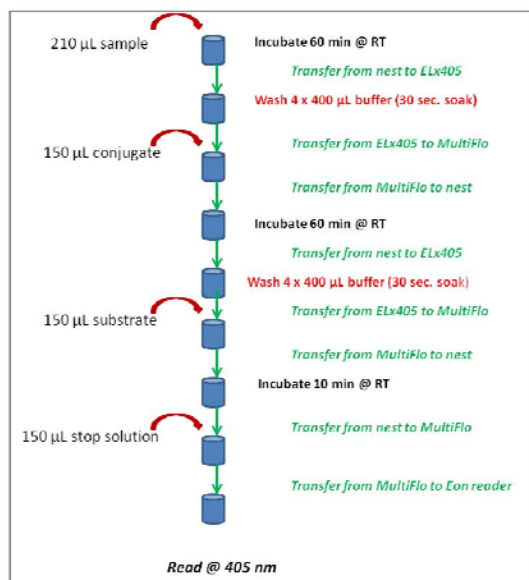 210 µL sample
Incubate 60 min @ RT
Transfer from nest to ELx405
Wash 4 x 400 µL buffer (30 sec. soak)
150 µL conjugate
Transfer from ELx405 to MultiFlo
Transfer from MultiFlo to nest
Incubate 60 min @ RT
Transfer from nest to ELx405
Wash 4 x 400 µL buffer (30 sec. soak)
150 µL substrate
Transfer from ELx405 to MultiFlo
Transfer from MultiFlo to nest
Incubate 10 min @ RT
150 µL stop solution
Transfer from nest to MultiFlo
Transfer from MultiFlo to Eon reader
Read @ 405 nm